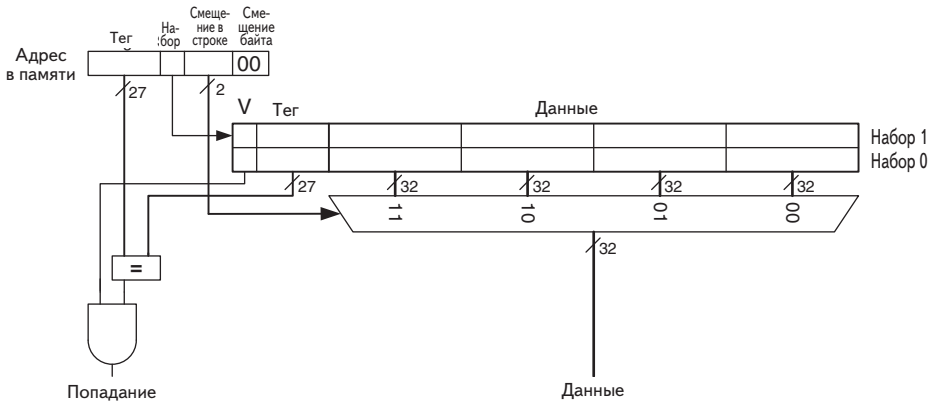 Адрес
в памяти
Тег
На-
бор
Смеще-
ние в
строке
Сме-
щение
байта
00
27
2
V
Тег
Данные
Набор 1
Набор 0
27
32
32
32
32
11
10
01
00
32
=
Попадание
Данные